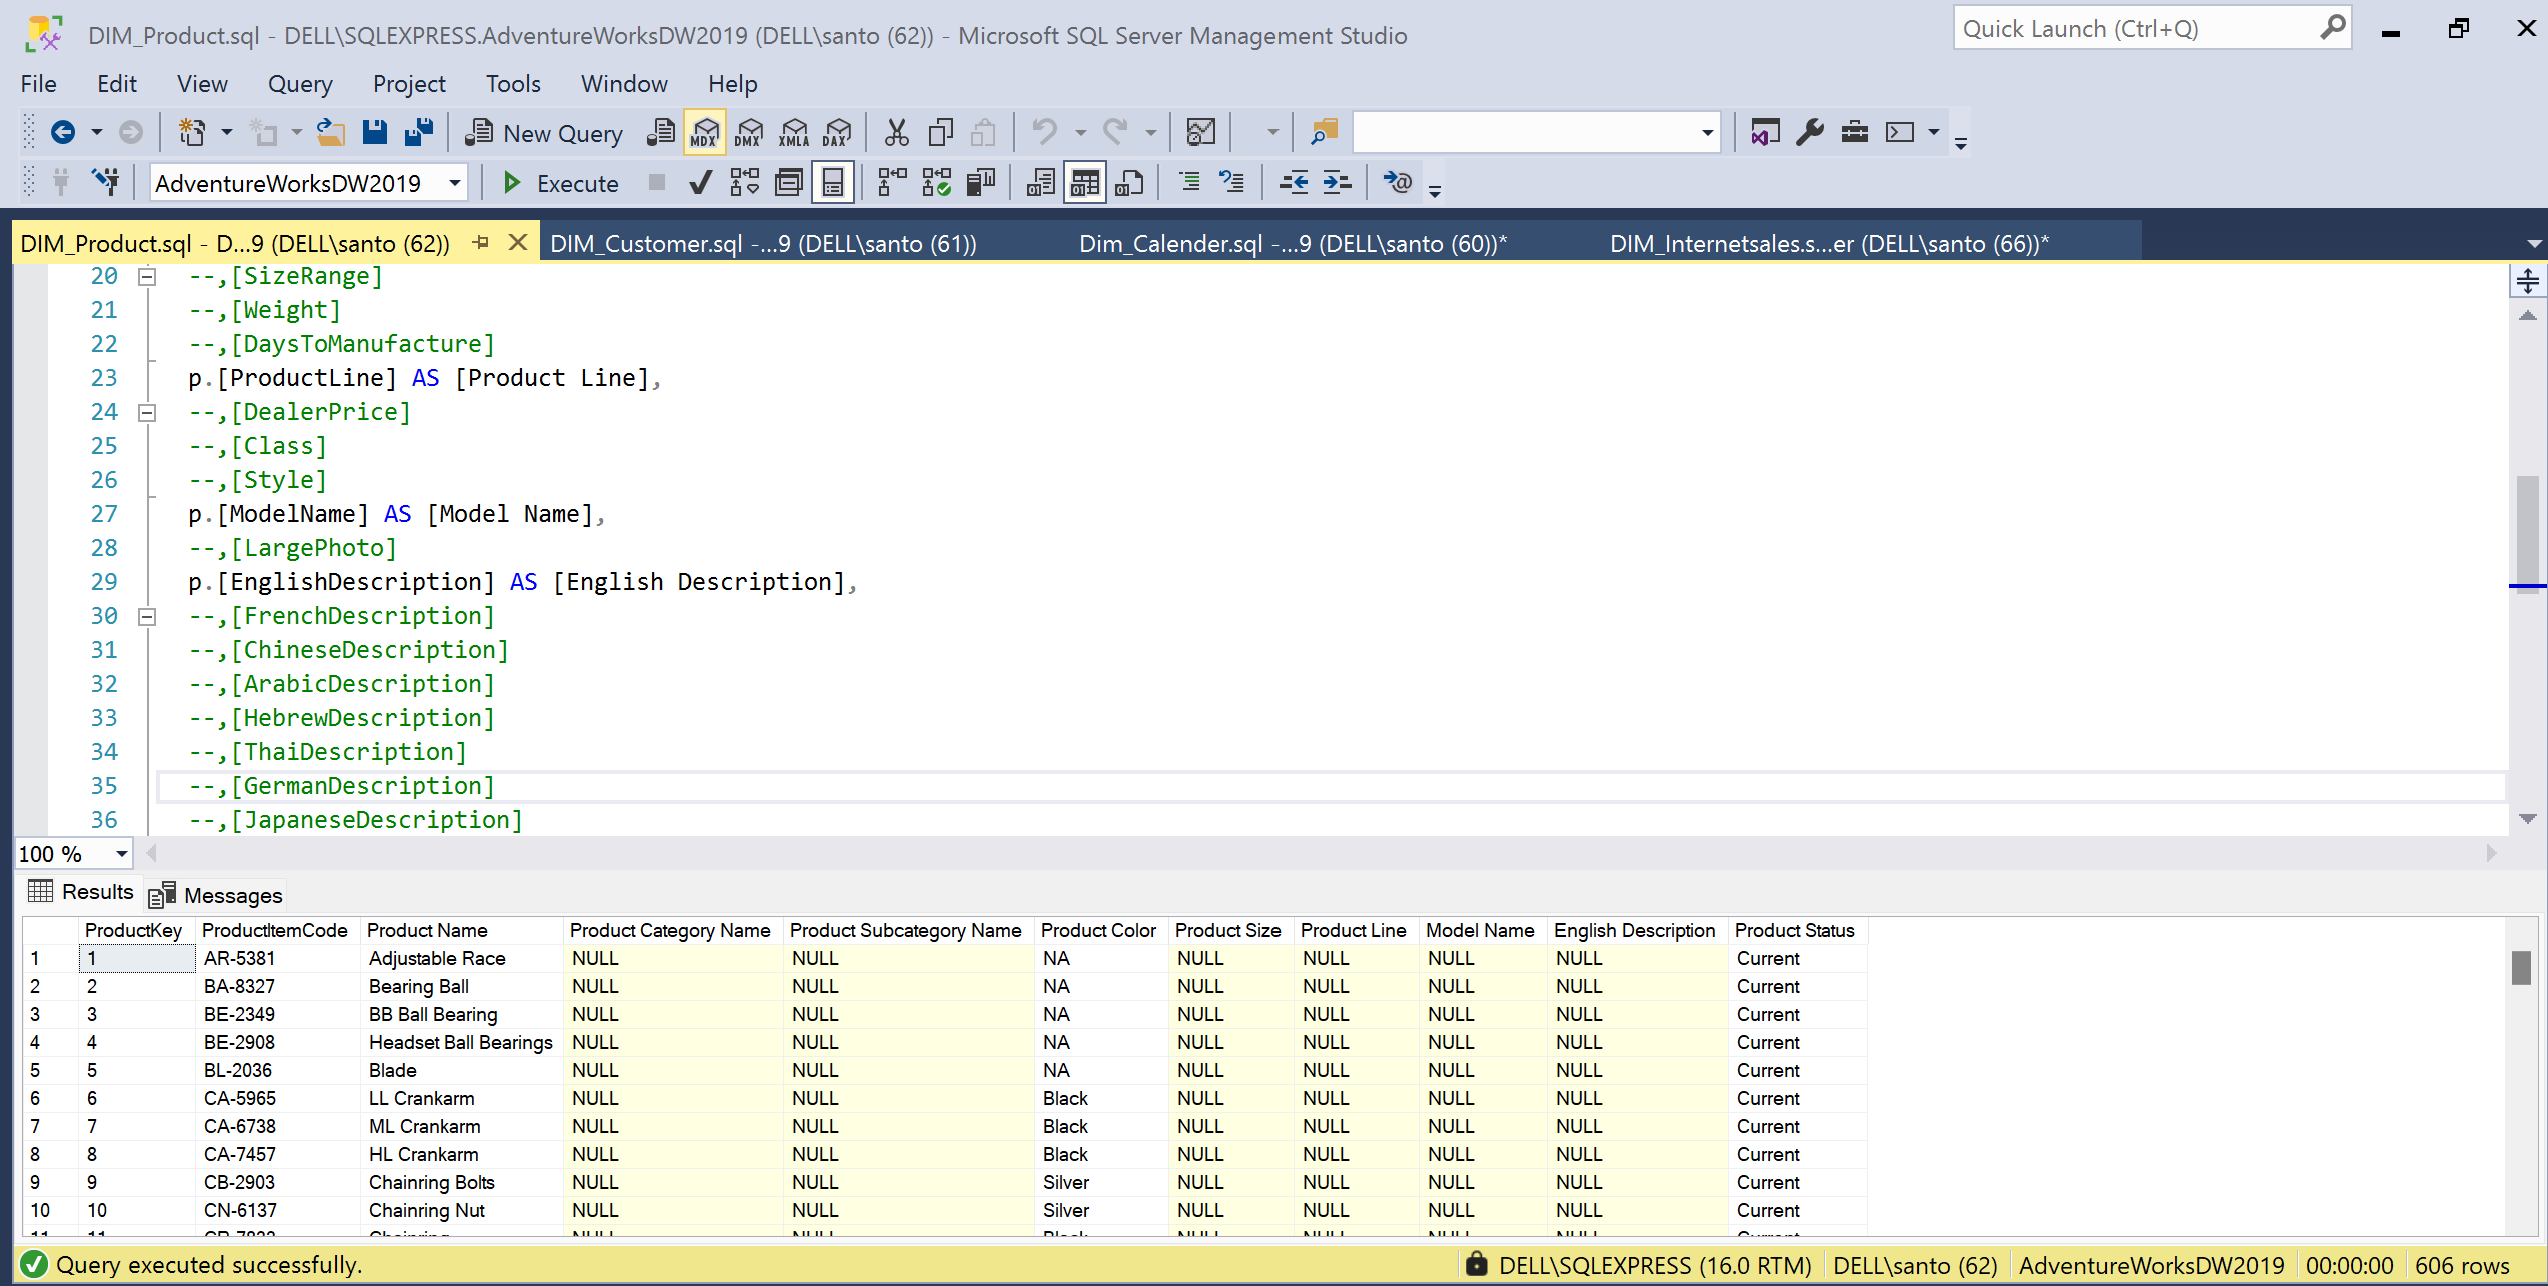 DIM_Product.sql - DELL\SQLEXPRESS.AdventureWorksDW2019 (DELL\santo (62)) - Microsoft SQL Server Management Studio
Quick Launch (Ctrl+Q)
File Edit View Query Project Tools Window Help
New Query MDX DMX XMLA DAX
AdventureWorksDW2019 Execute
DIM_Product.sql - D...9 (DELL\santo (62)) DIM_Customer.sql -...9 (DELL\santo (61)) Dim_Calender.sql -...9 (DELL\santo (60))* DIM_Internetsales.s...er (DELL\santo (66))*
20 --,[SizeRange]
21 --,[Weight]
22 --,[DaysToManufacture]
23 p.[ProductLine] AS [Product Line],
24 --,[DealerPrice]
25 --,[Class]
26 --,[Style]
27 p.[ModelName] AS [Model Name],
28 --,[LargePhoto]
29 p.[EnglishDescription] AS [English Description],
30 --,[FrenchDescription]
31 --,[ChineseDescription]
32 --,[ArabicDescription]
33 --,[HebrewDescription]
34 --,[ThaiDescription]
35 --,[GermanDescription]
36 --,[JapaneseDescription]
100 %
Results Messages
ProductKey ProductItemCode Product Name Product Category Name Product Subcategory Name Product Color Product Size Product Line Model Name English Description Product Status
1 1 AR-5381 Adjustable Race NULL NULL NA NULL NULL NULL NULL Current
2 2 BA-8327 Bearing Ball NULL NULL NA NULL NULL NULL NULL Current
3 3 BE-2349 BB Ball Bearing NULL NULL NA NULL NULL NULL NULL Current
4 4 BE-2908 Headset Ball Bearings NULL NULL NA NULL NULL NULL NULL Current
5 5 BL-2036 Blade NULL NULL NA NULL NULL NULL NULL Current
6 6 CA-5965 LL Crankarm NULL NULL Black NULL NULL NULL NULL Current
7 7 CA-6738 ML Crankarm NULL NULL Black NULL NULL NULL NULL Current
8 8 CA-7457 HL Crankarm NULL NULL Black NULL NULL NULL NULL Current
9 9 CB-2903 Chainring Bolts NULL NULL Silver NULL NULL NULL NULL Current
10 10 CN-6137 Chainring Nut NULL NULL Silver NULL NULL NULL NULL Current
Query executed successfully. DELL\SQLEXPRESS (16.0 RTM) DELL\santo (62) AdventureWorksDW2019 00:00:00 606 rows